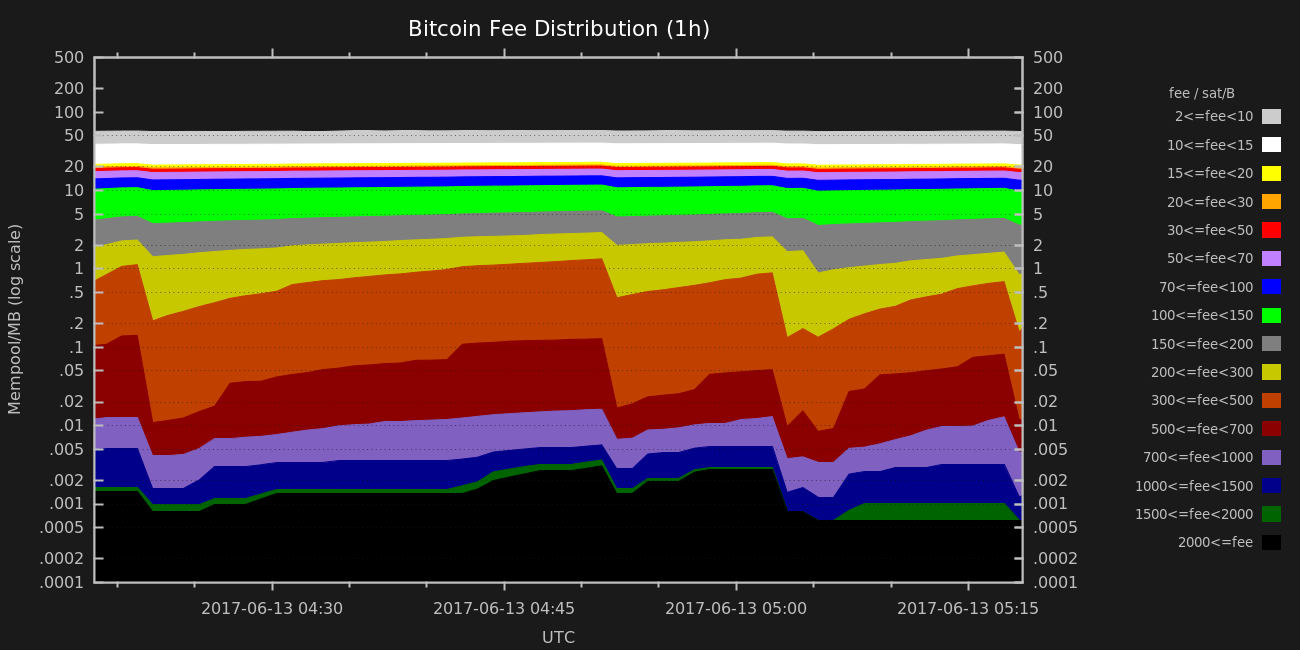 Bitcoin Fee Distribution (1h)
500 500
200 200
100 100
50 50
20 20
10 10
5 5
2 2
1 1
.5 .5
.2 .2
.1 .1
.05 .05
.02 .02
.01 .01
.005 .005
.002 .002
.001 .001
.0005 .0005
.0002 .0002
.0001 .0001
Mempool/MB (log scale)
2017-06-13 04:30 2017-06-13 04:45 2017-06-13 05:00 2017-06-13 05:15
UTC
fee / sat/B
2<=fee<10
10<=fee<15
15<=fee<20
20<=fee<30
30<=fee<50
50<=fee<70
70<=fee<100
100<=fee<150
150<=fee<200
200<=fee<300
300<=fee<500
500<=fee<700
700<=fee<1000
1000<=fee<1500
1500<=fee<2000
2000<=fee